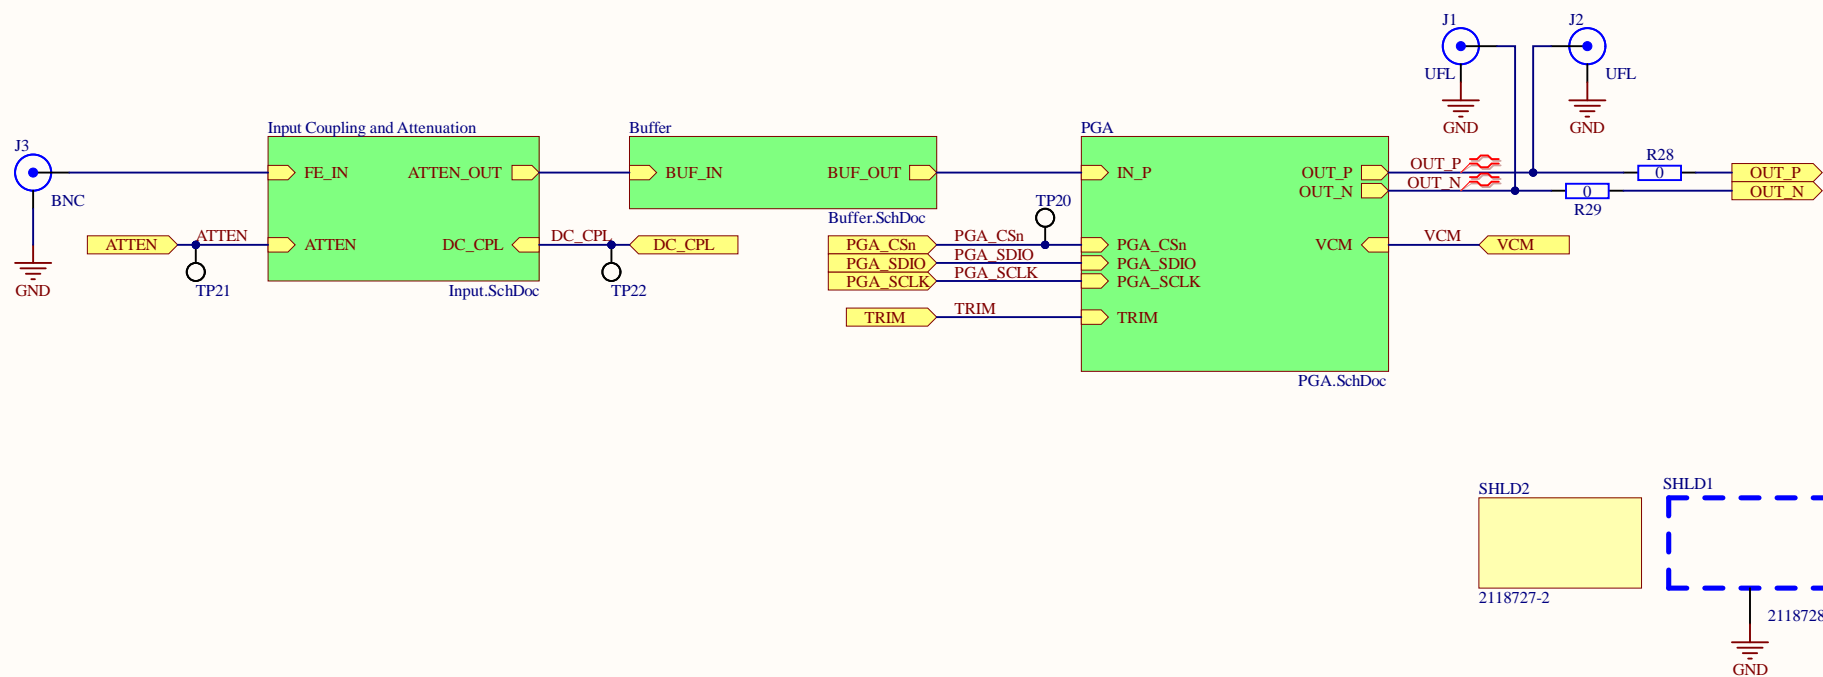 J1
J2
UFL
UFL
GND
GND
Input Coupling and Attenuation
Buffer
PGA
J3
BNC
FE_IN
ATTEN_OUT
BUF_IN
BUF_OUT
IN_P
OUT_P
OUT_P
R28
0
OUT_P
OUT_N
OUT_N
0
R29
OUT_N
Buffer.SchDoc
TP20
ATTEN
ATTEN
ATTEN
DC_CPL
DC_CPL
DC_CPL
PGA_CSn
PGA_CSn
PGA_CSn
VCM
VCM
VCM
PGA_SDIO
PGA_SDIO
PGA_SDIO
PGA_SCLK
PGA_SCLK
PGA_SCLK
GND
TP21
Input.SchDoc
TP22
TRIM
TRIM
TRIM
PGA.SchDoc
SHLD2
SHLD1
2118727-2
2118728
GND